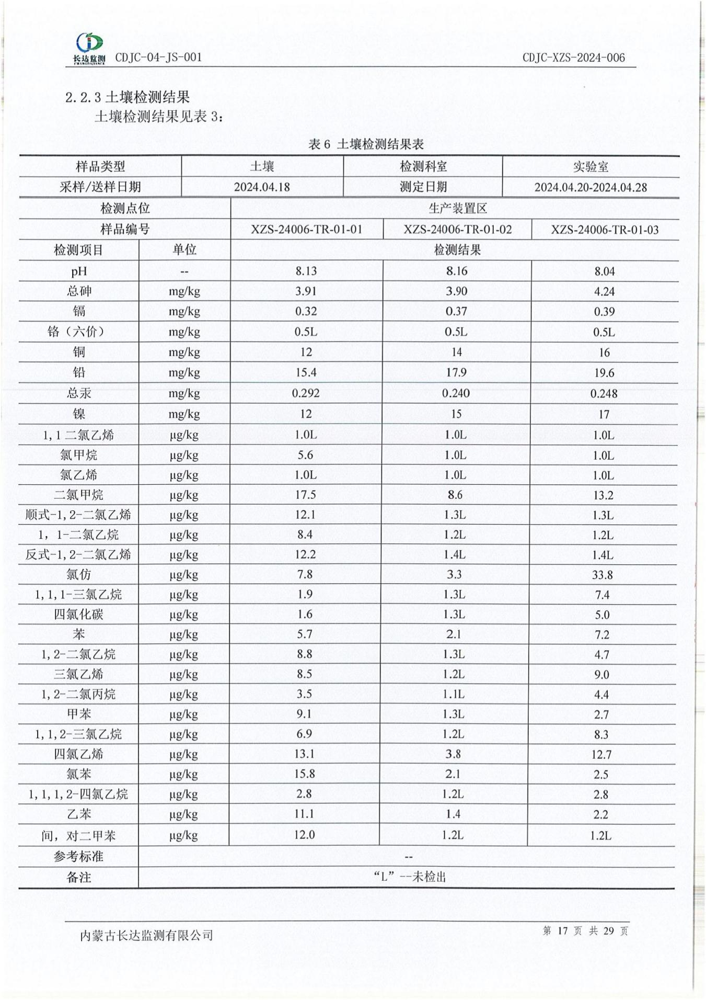 长达监测 CDJC-04-JS-001 CDJC-XZS-2024-006
CHANGDAJIANCE
2.2.3 土壤检测结果
土壤检测结果见表 3：
表 6 土壤检测结果表
样品类型 土壤 检测科室 实验室
采样/送样日期 2024.04.18 测定日期 2024.04.20-2024.04.28
检测点位 生产装置区
样品编号 XZS-24006-TR-01-01 XZS-24006-TR-01-02 XZS-24006-TR-01-03
检测项目 单位 检测结果
pH -- 8.13 8.16 8.04
总砷 mg/kg 3.91 3.90 4.24
镉 mg/kg 0.32 0.37 0.39
铬（六价） mg/kg 0.5L 0.5L 0.5L
铜 mg/kg 12 14 16
铅 mg/kg 15.4 17.9 19.6
总汞 mg/kg 0.292 0.240 0.248
镍 mg/kg 12 15 17
1,1 二氯乙烯 μg/kg 1.0L 1.0L 1.0L
氯甲烷 μg/kg 5.6 1.0L 1.0L
氯乙烯 μg/kg 1.0L 1.0L 1.0L
二氯甲烷 μg/kg 17.5 8.6 13.2
顺式-1,2-二氯乙烯 μg/kg 12.1 1.3L 1.3L
1，1-二氯乙烷 μg/kg 8.4 1.2L 1.2L
反式-1,2-二氯乙烯 μg/kg 12.2 1.4L 1.4L
氯仿 μg/kg 7.8 3.3 33.8
1,1,1-三氯乙烷 μg/kg 1.9 1.3L 7.4
四氯化碳 μg/kg 1.6 1.3L 5.0
苯 μg/kg 5.7 2.1 7.2
1,2-二氯乙烷 μg/kg 8.8 1.3L 4.7
三氯乙烯 μg/kg 8.5 1.2L 9.0
1,2-二氯丙烷 μg/kg 3.5 1.1L 4.4
甲苯 μg/kg 9.1 1.3L 2.7
1,1,2-三氯乙烷 μg/kg 6.9 1.2L 8.3
四氯乙烯 μg/kg 13.1 3.8 12.7
氯苯 μg/kg 15.8 2.1 2.5
1,1,1,2-四氯乙烷 μg/kg 2.8 1.2L 2.8
乙苯 μg/kg 11.1 1.4 2.2
间，对二甲苯 μg/kg 12.0 1.2L 1.2L
参考标准 --
备注 “L”--未检出
内蒙古长达监测有限公司 第 17 页 共 29 页